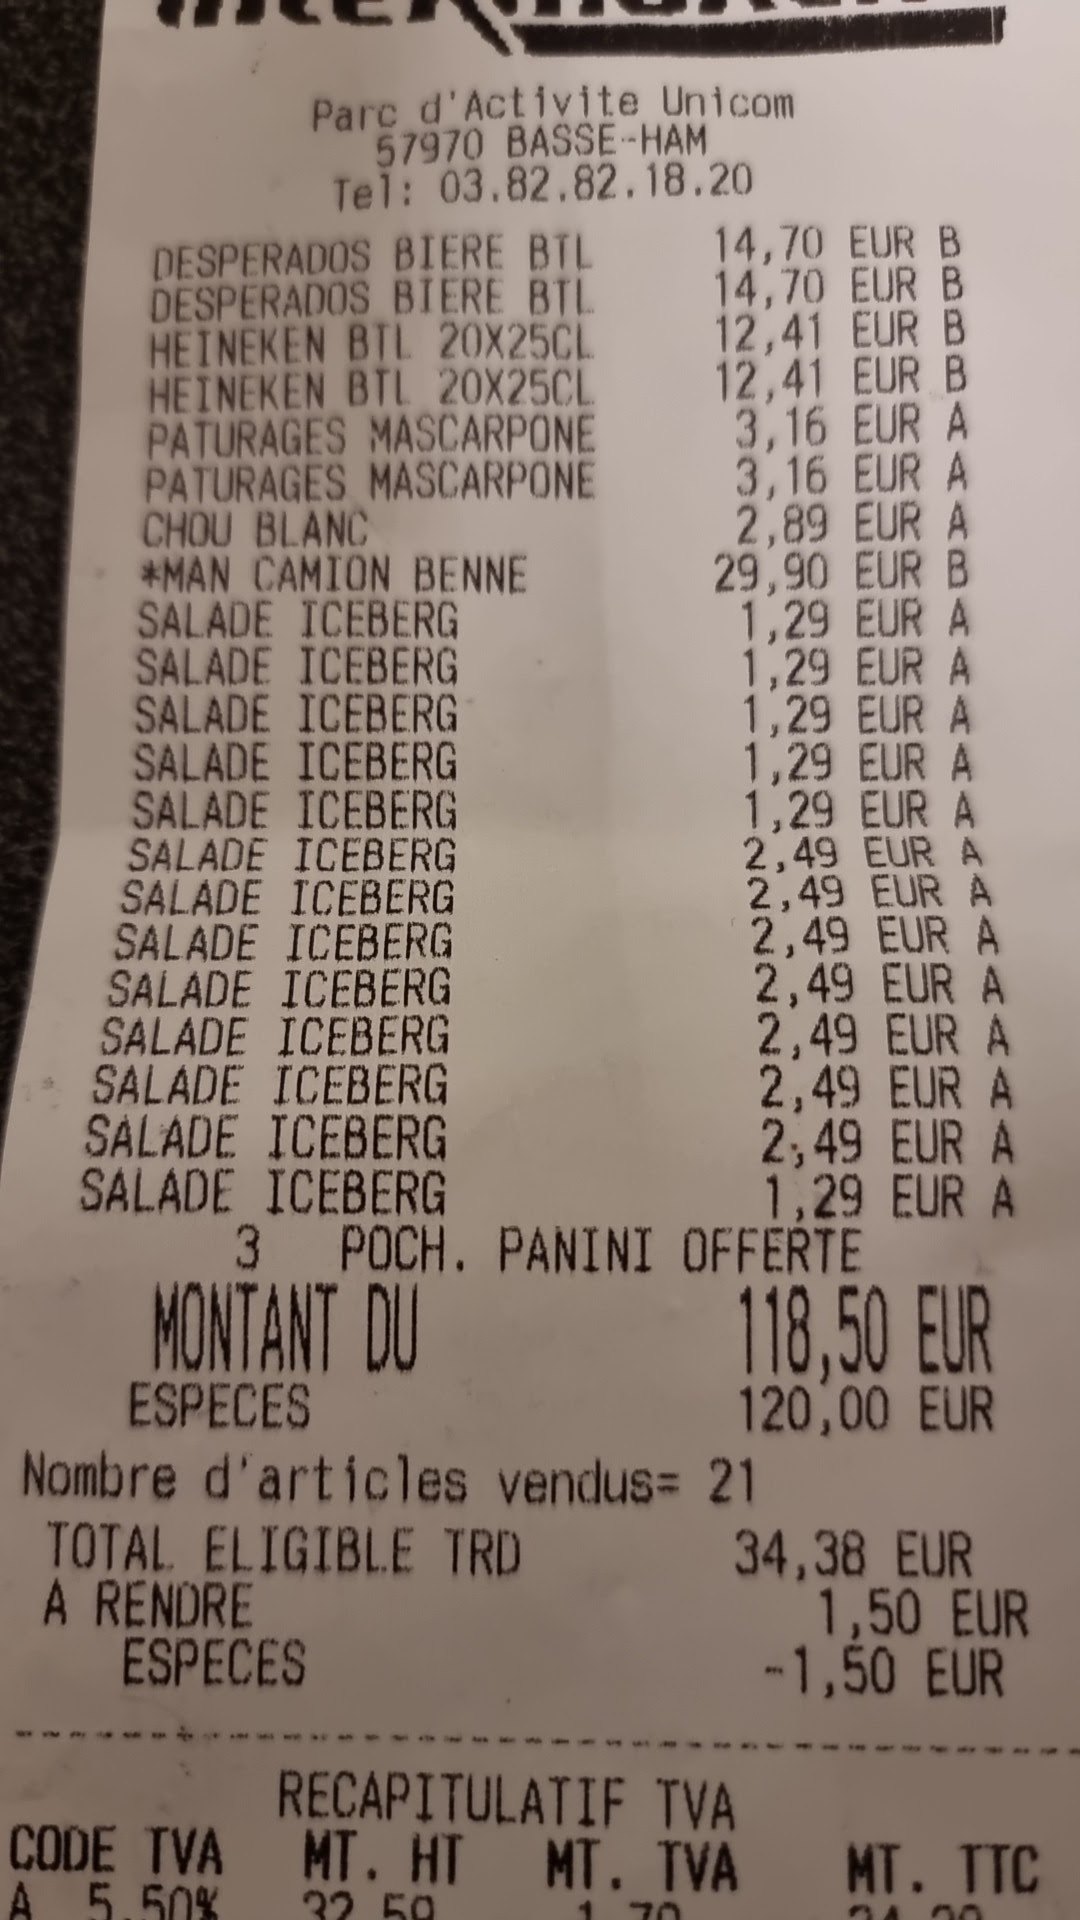 Parc d'Activite Unicom
57970 BASSE-HAM
Tel: 03.82.82.18.20
DESPERADOS BIERE BTL 14,70 EUR B
DESPERADOS BIERE BTL 14,70 EUR B
HEINEKEN BTL 20X25CL 12,41 EUR B
HEINEKEN BTL 20X25CL 12,41 EUR B
PATURAGES MASCARPONE 3,16 EUR A
PATURAGES MASCARPONE 3,16 EUR A
CHOU BLANC 2,89 EUR A
*MAN CAMION BENNE 29,90 EUR B
SALADE ICEBERG 1,29 EUR A
SALADE ICEBERG 1,29 EUR A
SALADE ICEBERG 1,29 EUR A
SALADE ICEBERG 1,29 EUR A
SALADE ICEBERG 1,29 EUR A
SALADE ICEBERG 2,49 EUR A
SALADE ICEBERG 2,49 EUR A
SALADE ICEBERG 2,49 EUR A
SALADE ICEBERG 2,49 EUR A
SALADE ICEBERG 2,49 EUR A
SALADE ICEBERG 2,49 EUR A
SALADE ICEBERG 2,49 EUR A
SALADE ICEBERG 1,29 EUR A
3 POCH. PANINI OFFERTE
MONTANT DU 118,50 EUR
ESPECES 120,00 EUR
Nombre d'articles vendus= 21
TOTAL ELIGIBLE TRD 34,38 EUR
A RENDRE 1,50 EUR
ESPECES -1,50 EUR
RECAPITULATIF TVA
CODE TVA MT. HT MT. TVA MT. TTC
A 5,50% 32,59